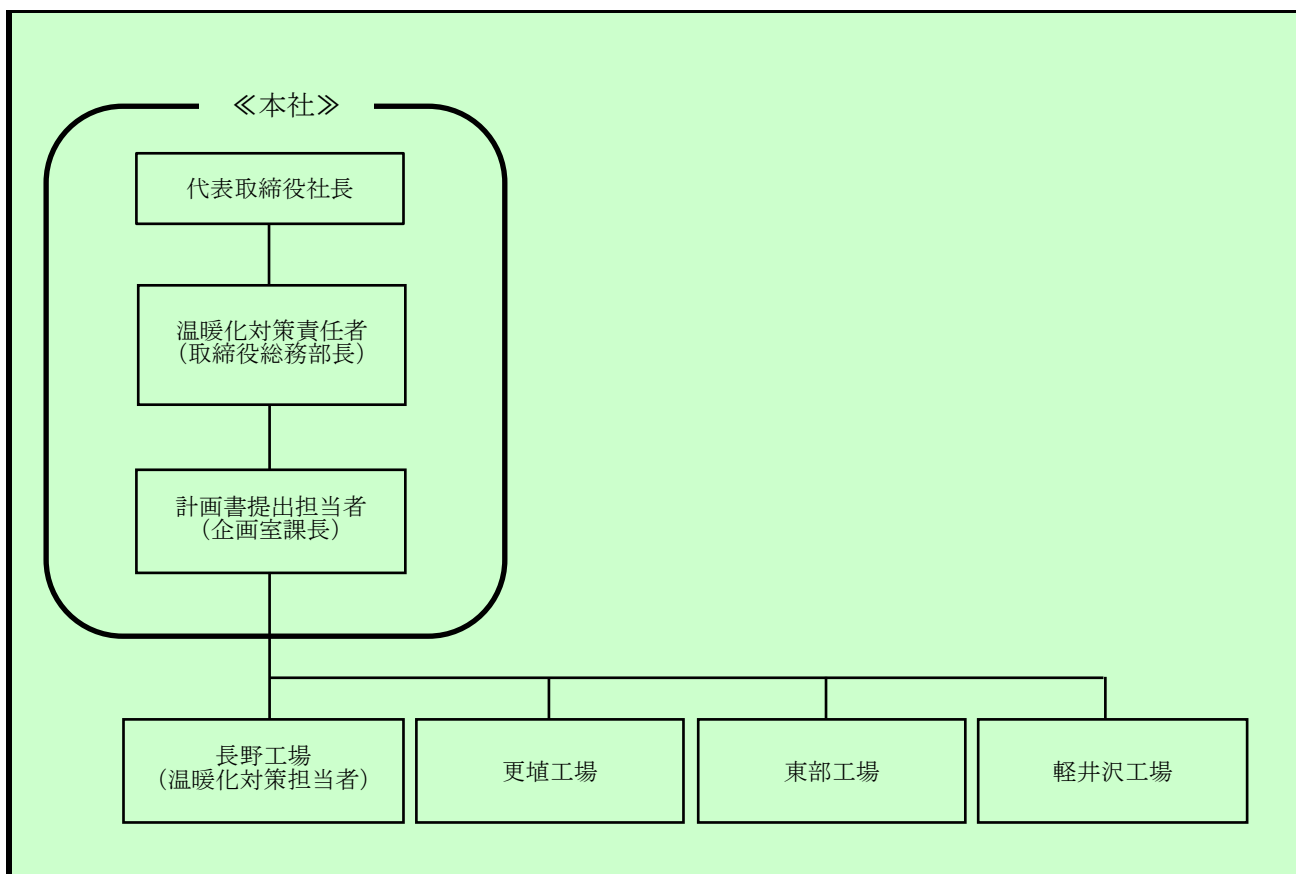 ≪本社≫
代表取締役社長
温暖化対策責任者
（取締役総務部長）
計画書提出担当者
（企画室課長）
長野工場
（温暖化対策担当者）
更埴工場
東部工場
軽井沢工場